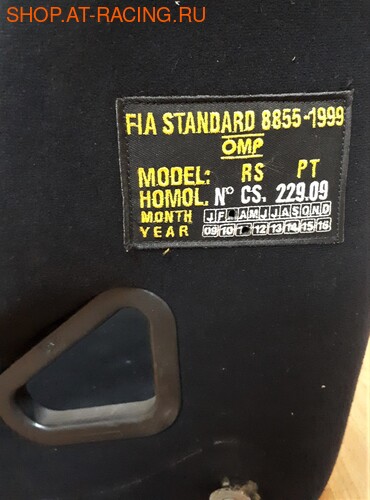 SHOP.AT-RACING.RU
FIA STANDARD 8855-1999
OMP
MODEL: RS PT
HOMOL. N° CS. 229.09
MONTH J F A M J J A S O N D
YEAR 09 10 12 13 14 15 16